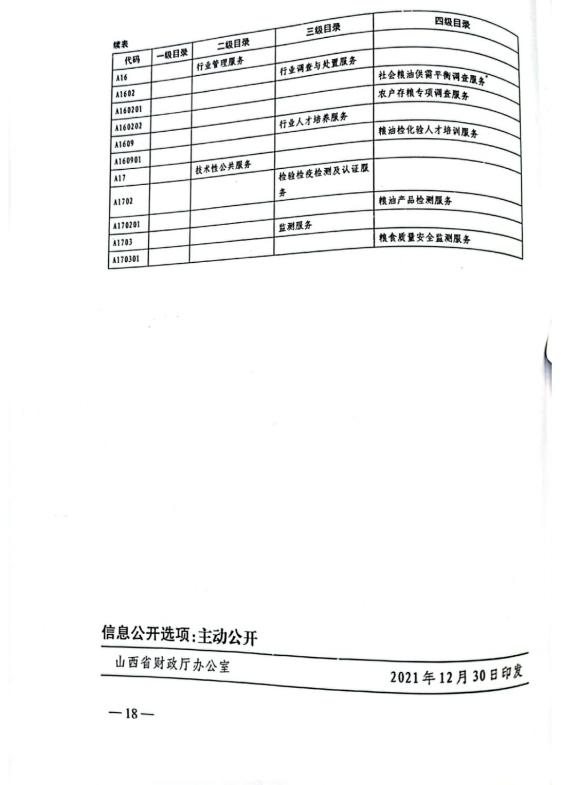 续表
代码 一级目录 二级目录 三级目录 四级目录
A16 行业管理服务
A1602 行业调查与处置服务
A160201 社会粮油供需平衡调查服务
A160202 农户存粮专项调查服务
A1609 行业人才培养服务
A160901 粮油检化验人才培训服务
A17 技术性公共服务
A1702 检验检疫检测及认证服
务
A170201 粮油产品检测服务
A1703 监测服务
A170301 粮食质量安全监测服务
信息公开选项:主动公开
山西省财政厅办公室 2021年12月30日印发
—18—